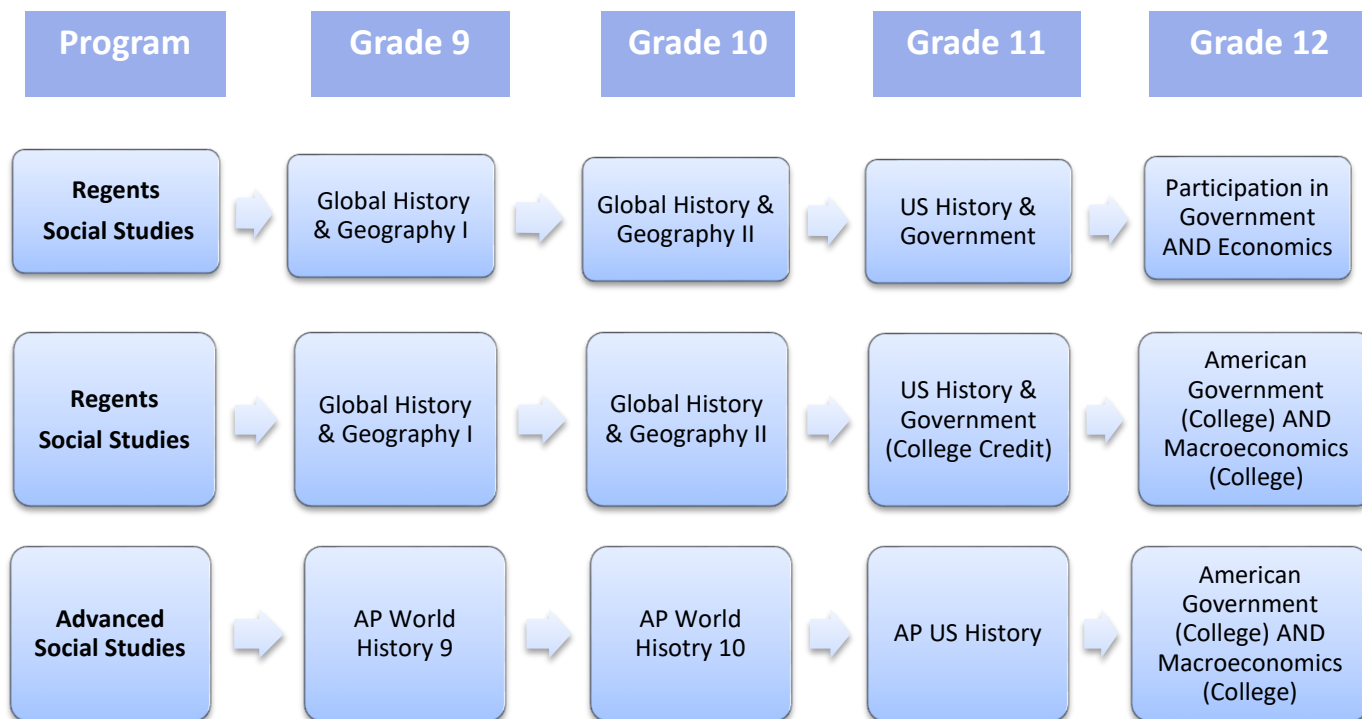 Program
Grade 9
Grade 10
Grade 11
Grade 12
Regents
Social Studies
Global History
& Geography I
Global History &
Geography II
US History &
Government
Participation in
Government
AND Economics
Regents
Social Studies
Global History
& Geography I
Global History
& Geography II
US History &
Government
(College Credit)
American
Government
(College) AND
Macroeconomics
(College)
Advanced
Social Studies
AP World
History 9
AP World
Hisotry 10
AP US History
American
Government
(College) AND
Macroeconomics
(College)